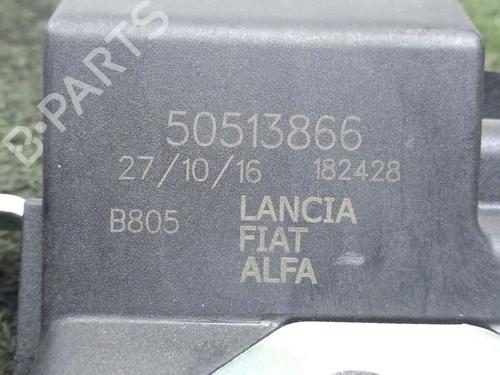 B-PARTS
50513866
27/10/16 182428
B805 LANCIA
FIAT
ALFA